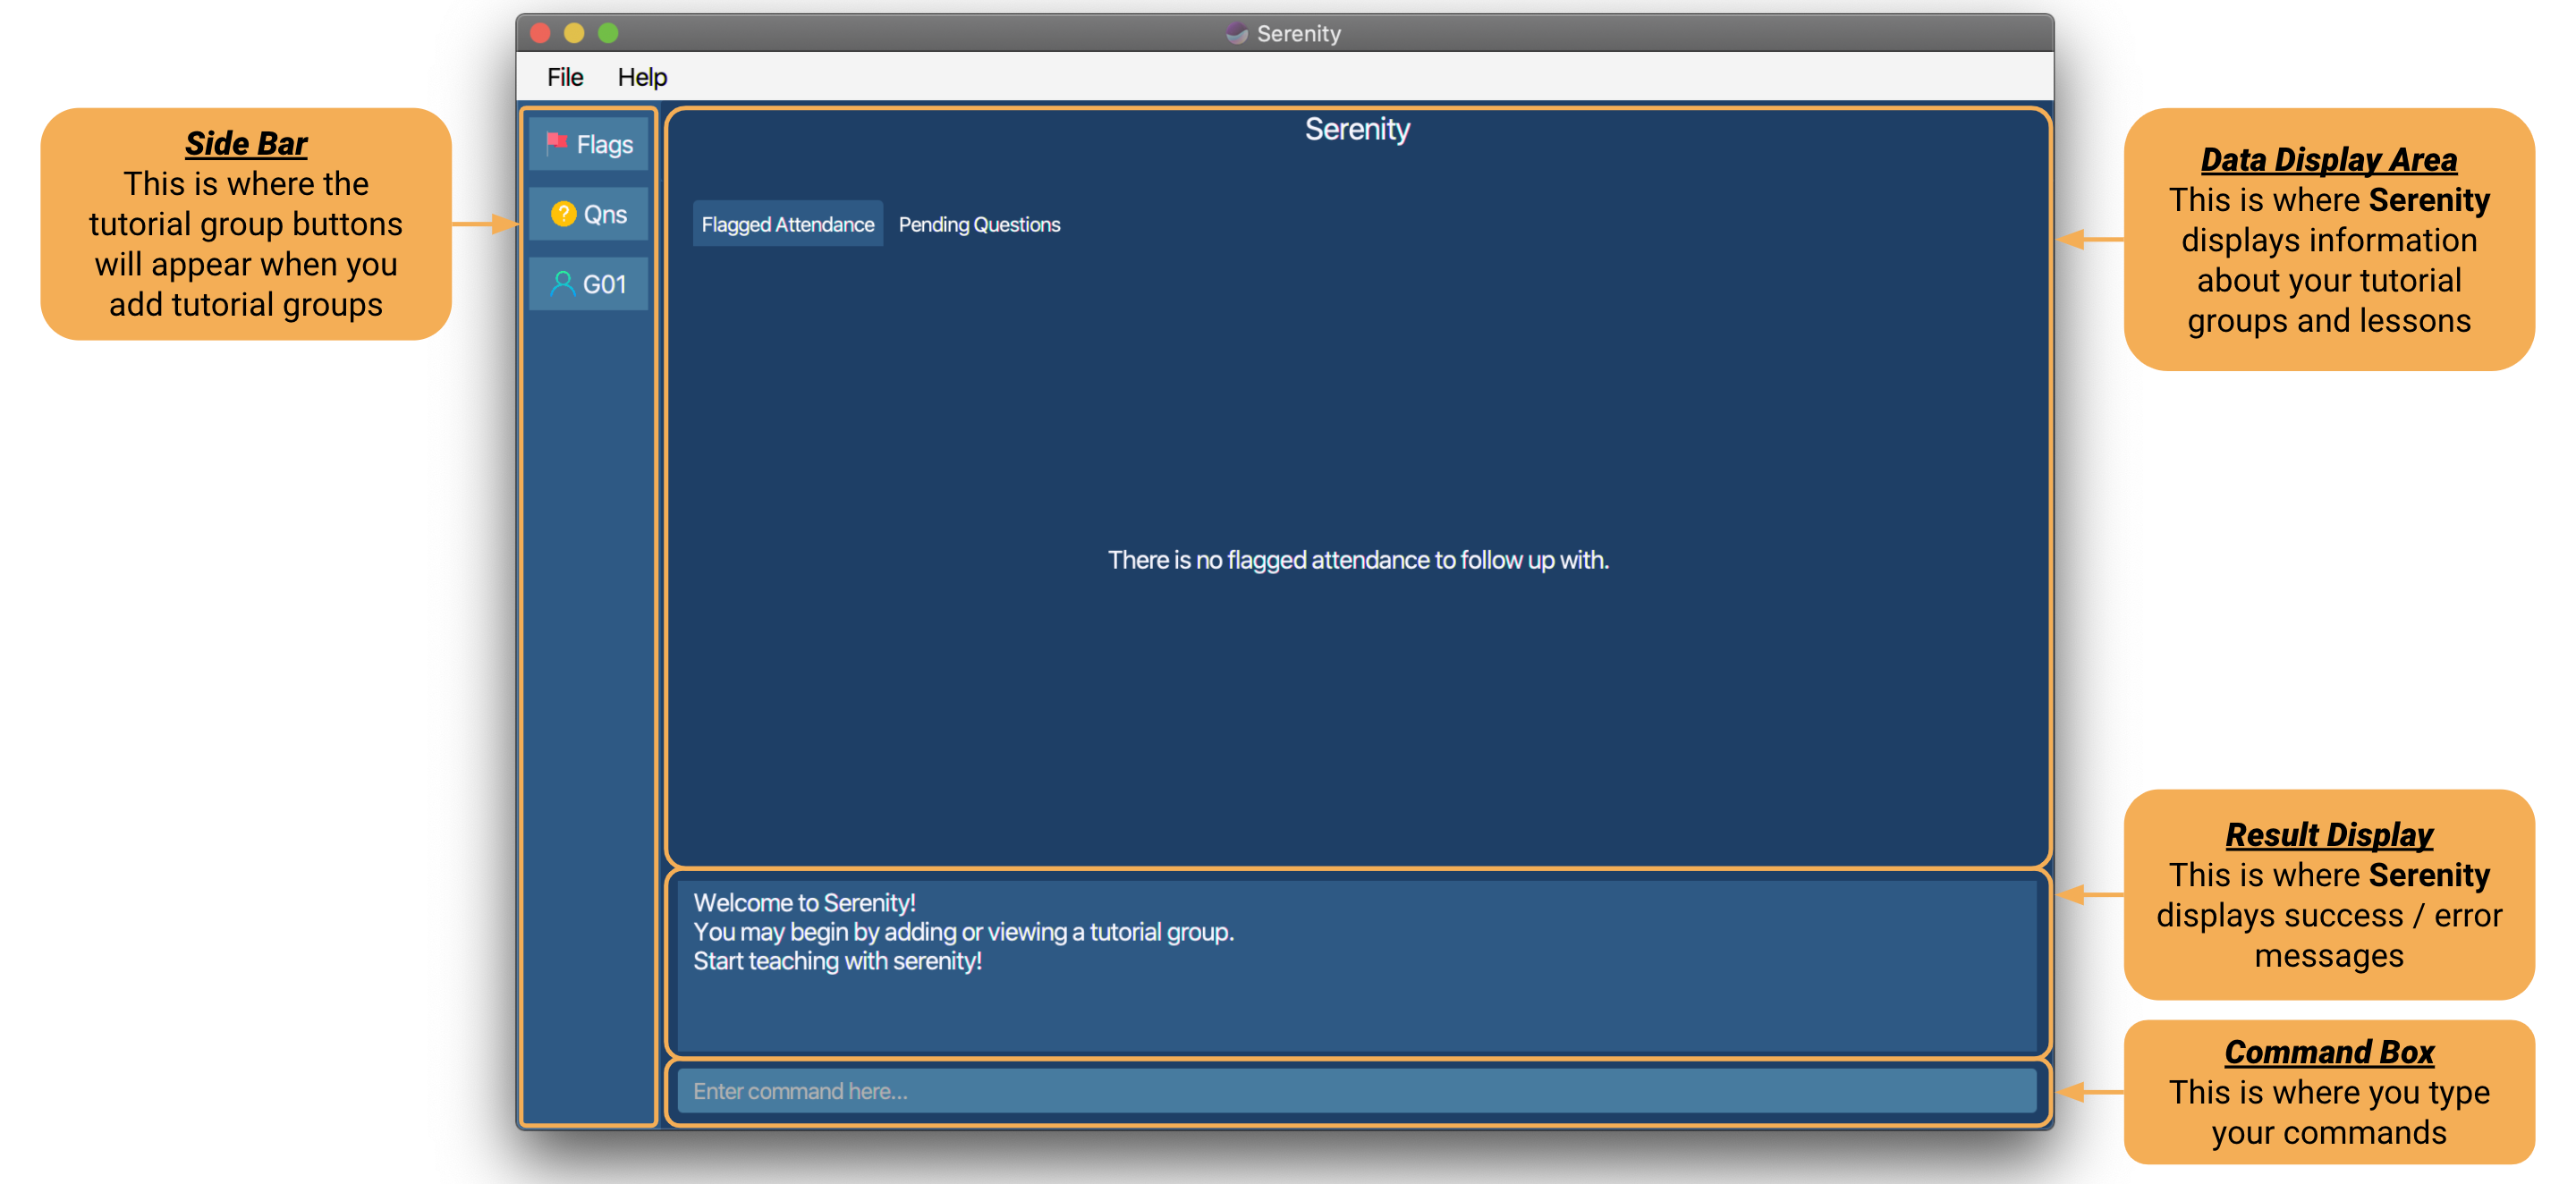 Serenity
File Help
Side Bar
This is where the
tutorial group buttons
will appear when you
add tutorial groups
Flags
Qns
G01
Serenity
Flagged Attendance Pending Questions
There is no flagged attendance to follow up with.
Welcome to Serenity!
You may begin by adding or viewing a tutorial group.
Start teaching with serenity!
Enter command here...
Data Display Area
This is where Serenity
displays information
about your tutorial
groups and lessons
Result Display
This is where Serenity
displays success / error
messages
Command Box
This is where you type
your commands